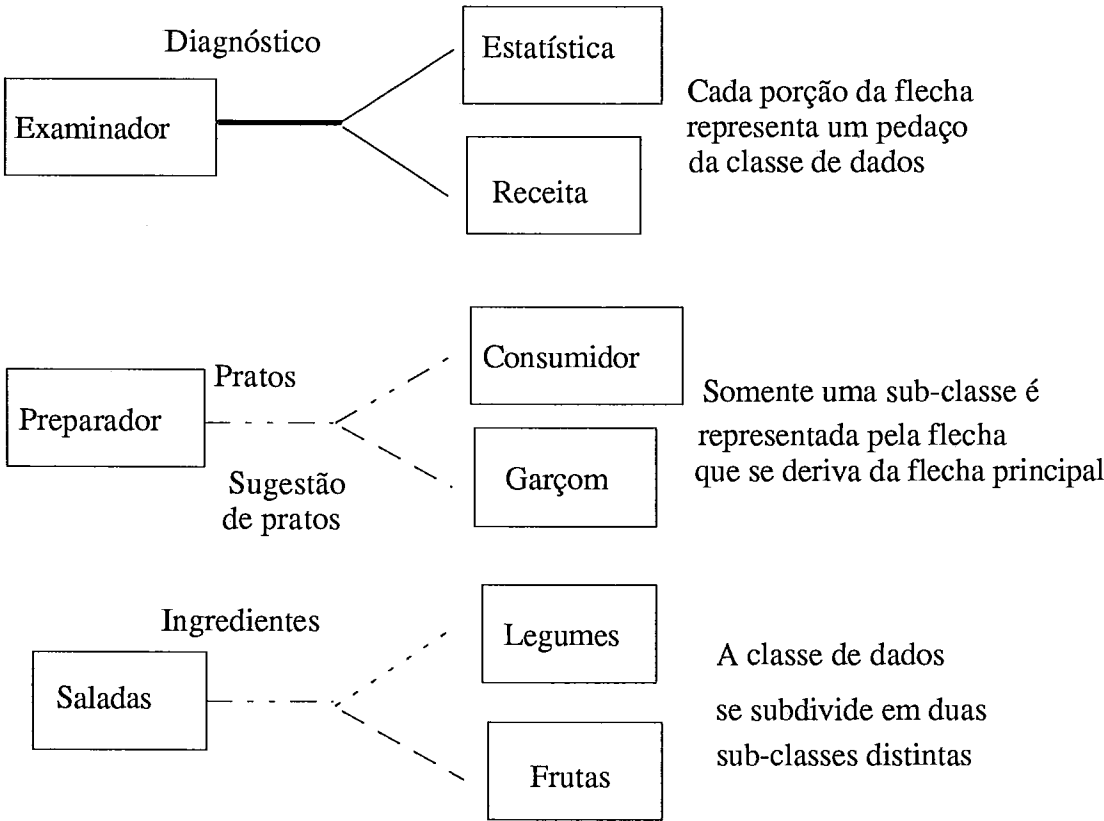 Diagnóstico
Examinador
Estatística
Receita
Cada porção da flecha
representa um pedaço
da classe de dados
Pratos
Preparador
Sugestão
de pratos
Consumidor
Garçom
Somente uma sub-classe é
representada pela flecha
que se deriva da flecha principal
Ingredientes
Saladas
Legumes
Frutas
A classe de dados
se subdivide em duas
sub-classes distintas